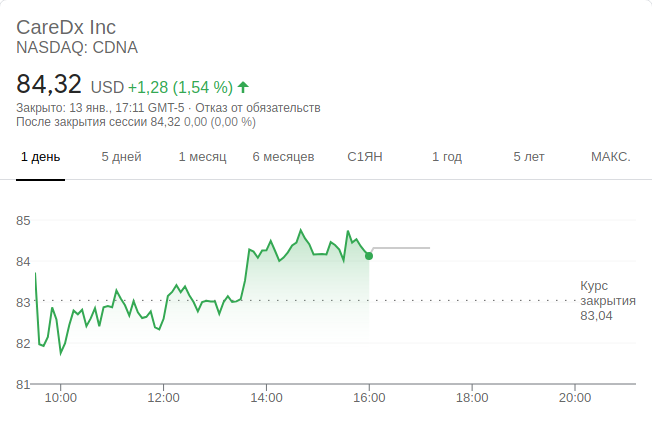 CareDx Inc
NASDAQ: CDNA
84,32 USD +1,28 (1,54 %)
Закрыто: 13 янв., 17:11 GMT-5 · Отказ от обязательств
После закрытия сессии 84,32 0,00 (0,00 %)
1 день 5 дней 1 месяц 6 месяцев С1ЯН 1 год 5 лет МАКС.
85
84
83
82
81
Курс
закрытия
83,04
10:00 12:00 14:00 16:00 18:00 20:00